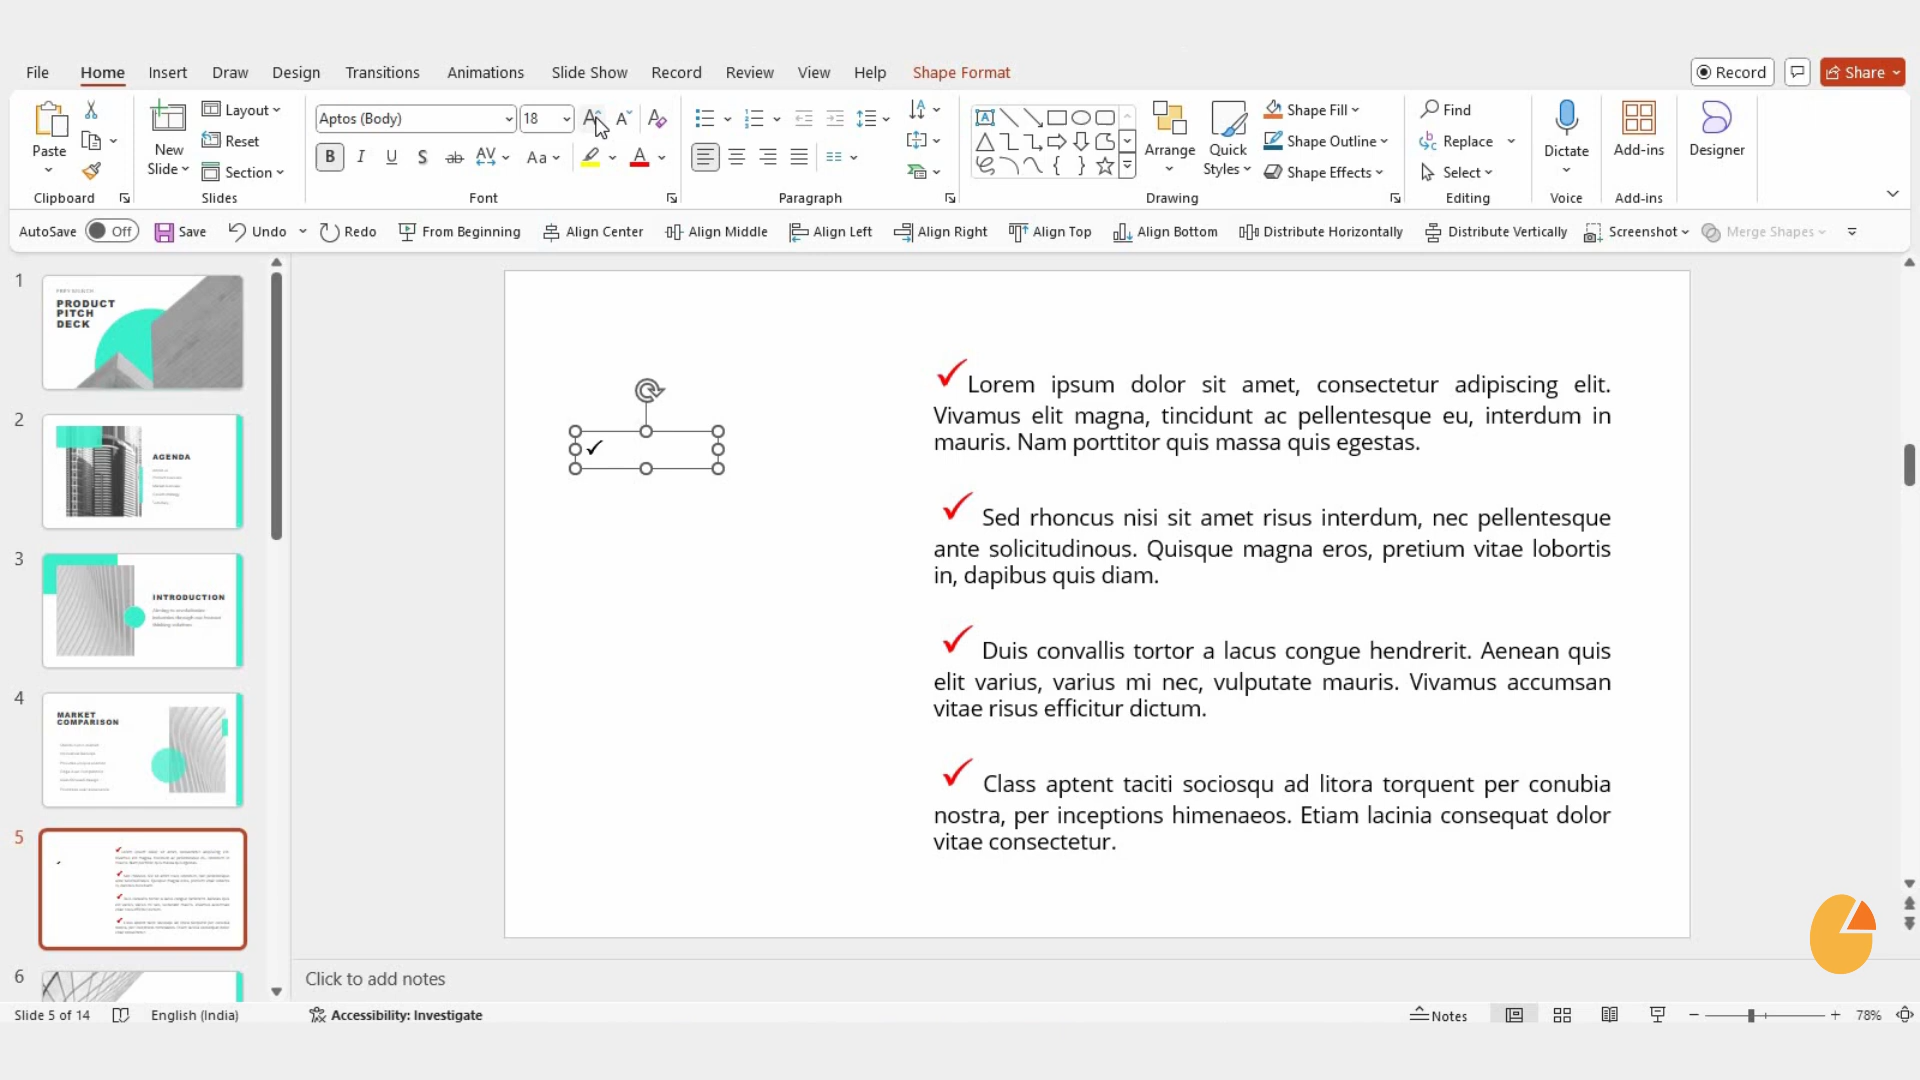 File Home Insert Draw Design Transitions Animations Slide Show Record Review View Help Shape Format Record Share
Paste
Clipboard
New Slide
Layout
Reset
Section
Slides
Aptos (Body) 18
B I U S ab AV Aa A
Font
Paragraph
Arrange
Quick Styles
Shape Fill
Shape Outline
Shape Effects
Drawing
Find
Replace
Select
Editing
Dictate
Voice
Add-ins
Add-ins
Designer
AutoSave Off Save Undo Redo From Beginning Align Center Align Middle Align Left Align Right Align Top Align Bottom Distribute Horizontally Distribute Vertically Screenshot Merge Shapes
1
PRODUCT
PITCH
DECK
2
AGENDA
3
INTRODUCTION
4
MARKET
COMPARISON
5
6
✓
✓Lorem ipsum dolor sit amet, consectetur adipiscing elit.
Vivamus elit magna, tincidunt ac pellentesque eu, interdum in
mauris. Nam porttitor quis massa quis egestas.
✓ Sed rhoncus nisi sit amet risus interdum, nec pellentesque
ante solicitudinous. Quisque magna eros, pretium vitae lobortis
in, dapibus quis diam.
✓ Duis convallis tortor a lacus congue hendrerit. Aenean quis
elit varius, varius mi nec, vulputate mauris. Vivamus accumsan
vitae risus efficitur dictum.
✓ Class aptent taciti sociosqu ad litora torquent per conubia
nostra, per inceptions himenaeos. Etiam lacinia consequat dolor
vitae consectetur.
Click to add notes
Slide 5 of 14 English (India) Accessibility: Investigate Notes 78%